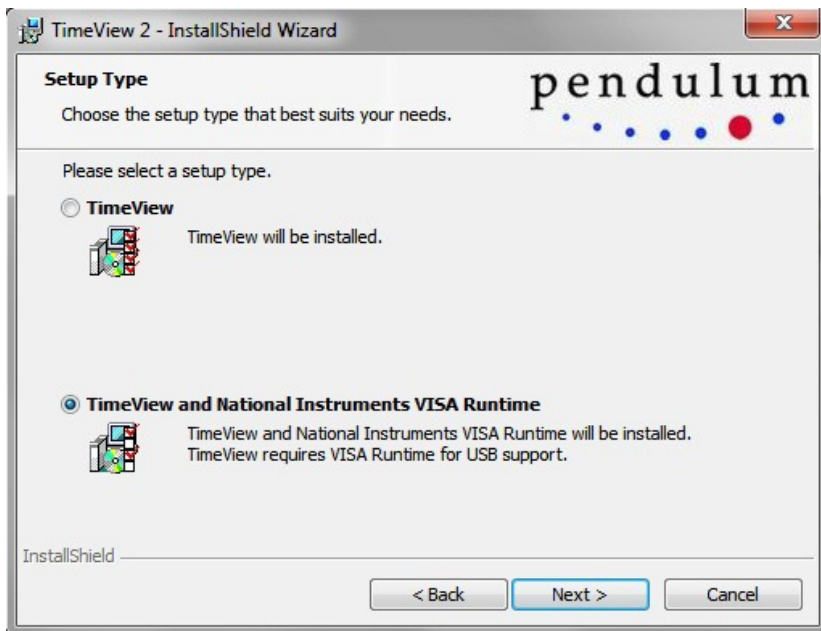 TimeView 2 - InstallShield Wizard
Setup Type
Choose the setup type that best suits your needs.
pendulum
Please select a setup type.
TimeView
TimeView will be installed.
TimeView and National Instruments VISA Runtime
TimeView and National Instruments VISA Runtime will be installed.
TimeView requires VISA Runtime for USB support.
InstallShield
< Back
Next >
Cancel